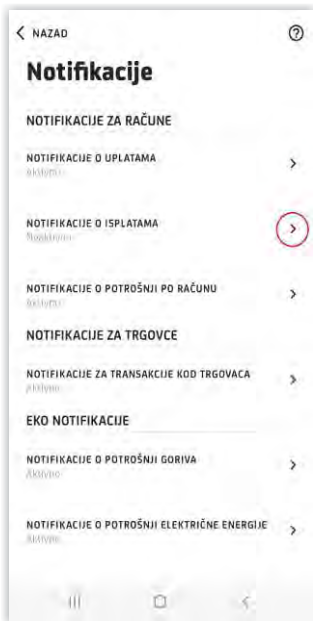 NAZAD
Notifikacije
NOTIFIKACIJE ZA RAČUNE
NOTIFIKACIJE O UPLATAMA
Aktivno
NOTIFIKACIJE O ISPLATAMA
Neaktivno
NOTIFIKACIJE O POTROŠNJI PO RAČUNU
Aktivno
NOTIFIKACIJE ZA TRGOVCE
NOTIFIKACIJE ZA TRANSAKCIJE KOD TRGOVACA
Aktivno
EKO NOTIFIKACIJE
NOTIFIKACIJE O POTROŠNJI GORIVA
Aktivno
NOTIFIKACIJE O POTROŠNJI ELEKTRIČNE ENERGIJE
Aktivno